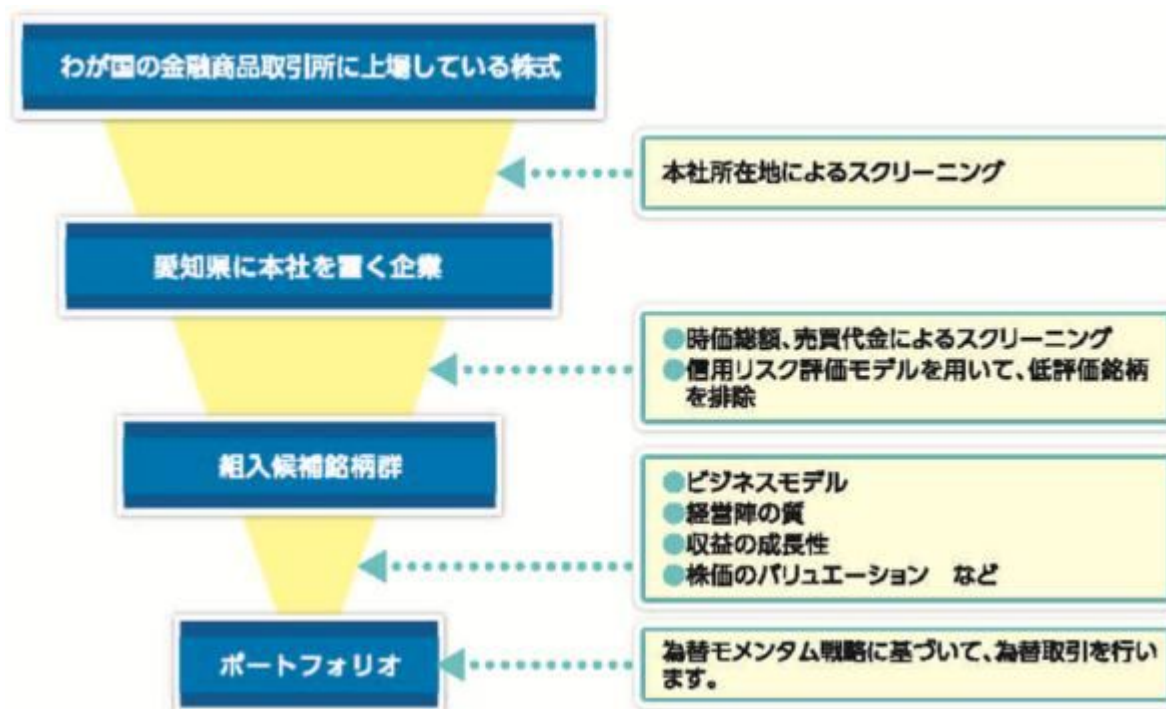 わが国の金融商品取引所に上場している株式
本社所在地によるスクリーニング
愛知県に本社を置く企業
●時価総額、売買代金によるスクリーニング
●信用リスク評価モデルを用いて、低評価銘柄
を排除
組入候補銘柄群
●ビジネスモデル
●経営陣の質
●収益の成長性
●株価のバリュエーション　など
ポートフォリオ
為替モメンタム戦略に基づいて、為替取引を行い
ます。